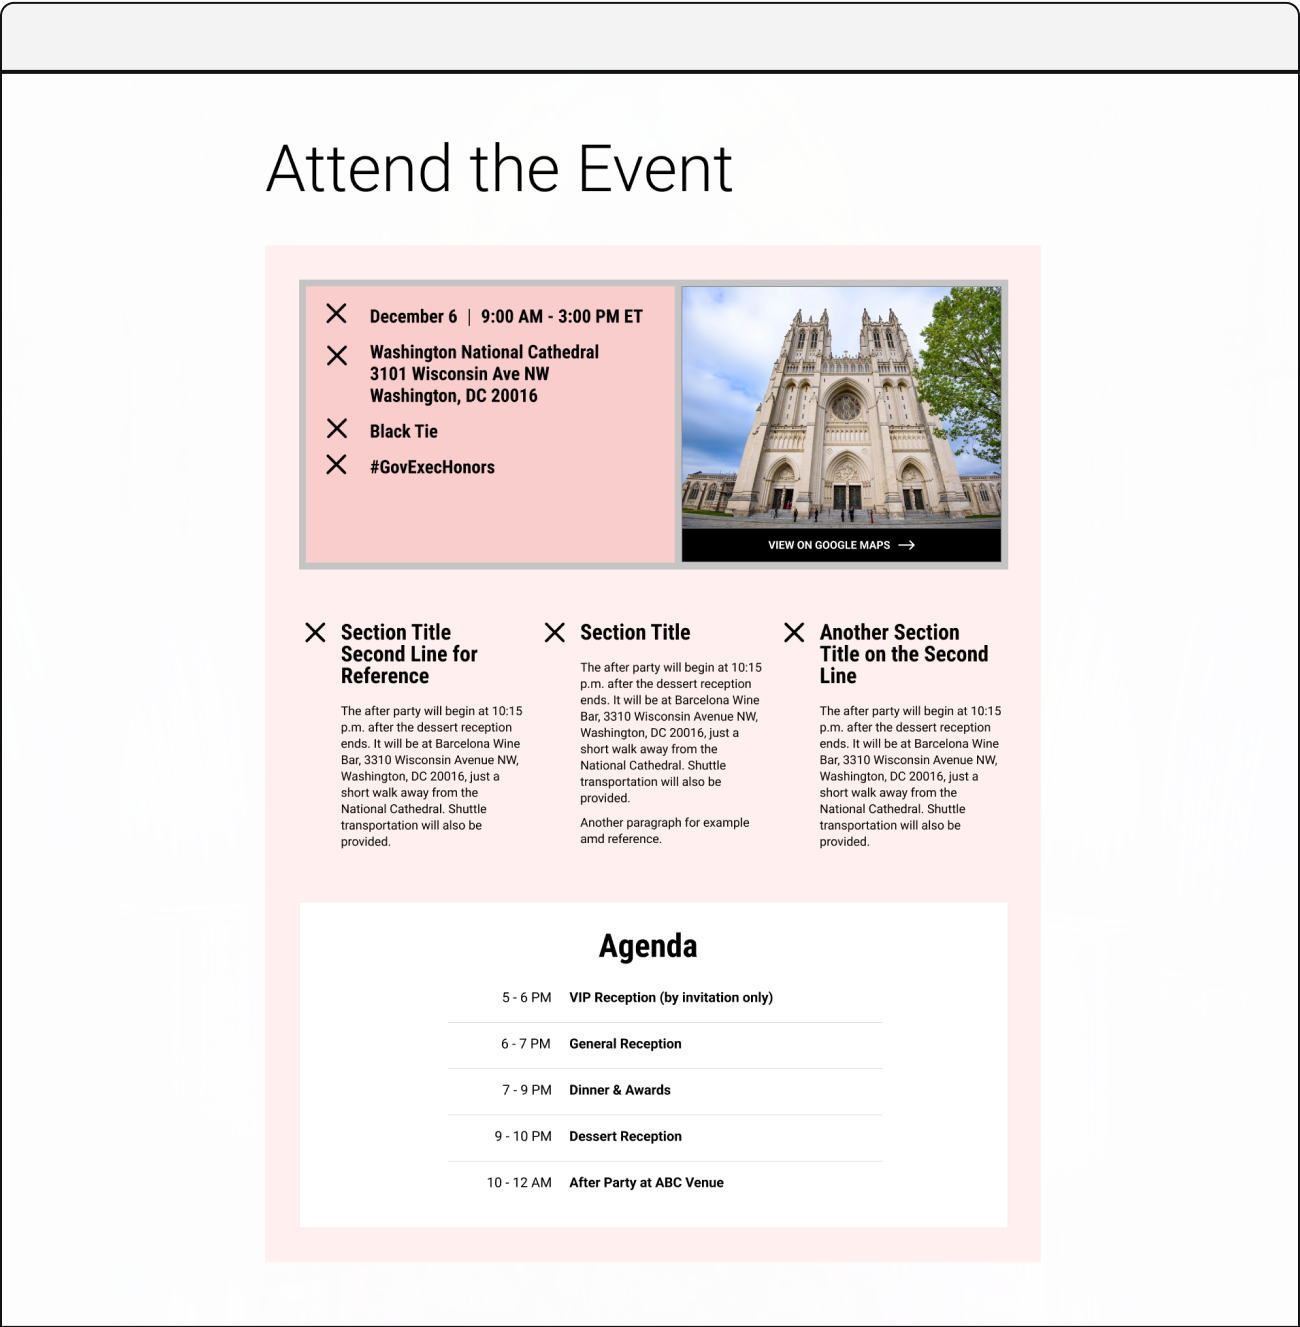 Attend the Event
December 6 | 9:00 AM - 3:00 PM ET
Washington National Cathedral
3101 Wisconsin Ave NW
Washington, DC 20016
Black Tie
#GovExecHonors
VIEW ON GOOGLE MAPS →
Section Title
Second Line for
Reference
The after party will begin at 10:15
p.m. after the dessert reception
ends. It will be at Barcelona Wine
Bar, 3310 Wisconsin Avenue NW,
Washington, DC 20016, just a
short walk away from the
National Cathedral. Shuttle
transportation will also be
provided.
Section Title
The after party will begin at 10:15
p.m. after the dessert reception
ends. It will be at Barcelona Wine
Bar, 3310 Wisconsin Avenue NW,
Washington, DC 20016, just a
short walk away from the
National Cathedral. Shuttle
transportation will also be
provided.
Another paragraph for example
amd reference.
Another Section
Title on the Second
Line
The after party will begin at 10:15
p.m. after the dessert reception
ends. It will be at Barcelona Wine
Bar, 3310 Wisconsin Avenue NW,
Washington, DC 20016, just a
short walk away from the
National Cathedral. Shuttle
transportation will also be
provided.
Agenda
5 - 6 PM VIP Reception (by invitation only)
6 - 7 PM General Reception
7 - 9 PM Dinner & Awards
9 - 10 PM Dessert Reception
10 - 12 AM After Party at ABC Venue